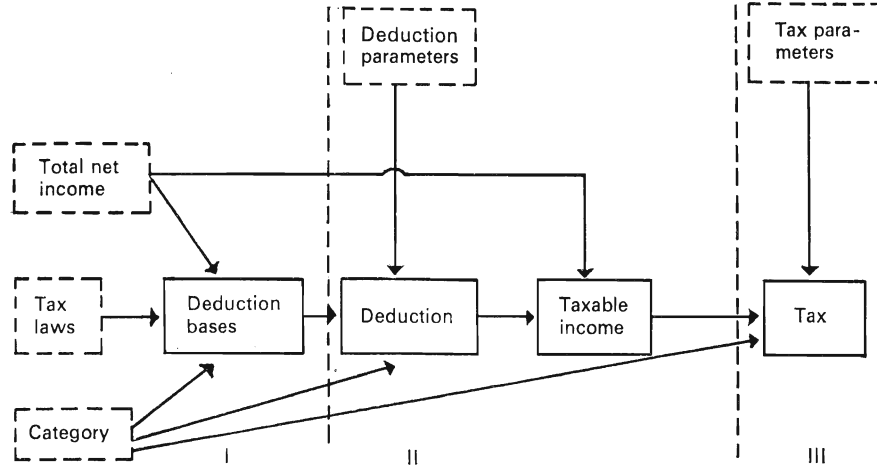 Deduction
parameters
Tax para-
meters
Total net
income
Tax
laws
Deduction
bases
Deduction
Taxable
income
Tax
Category
I
II
III